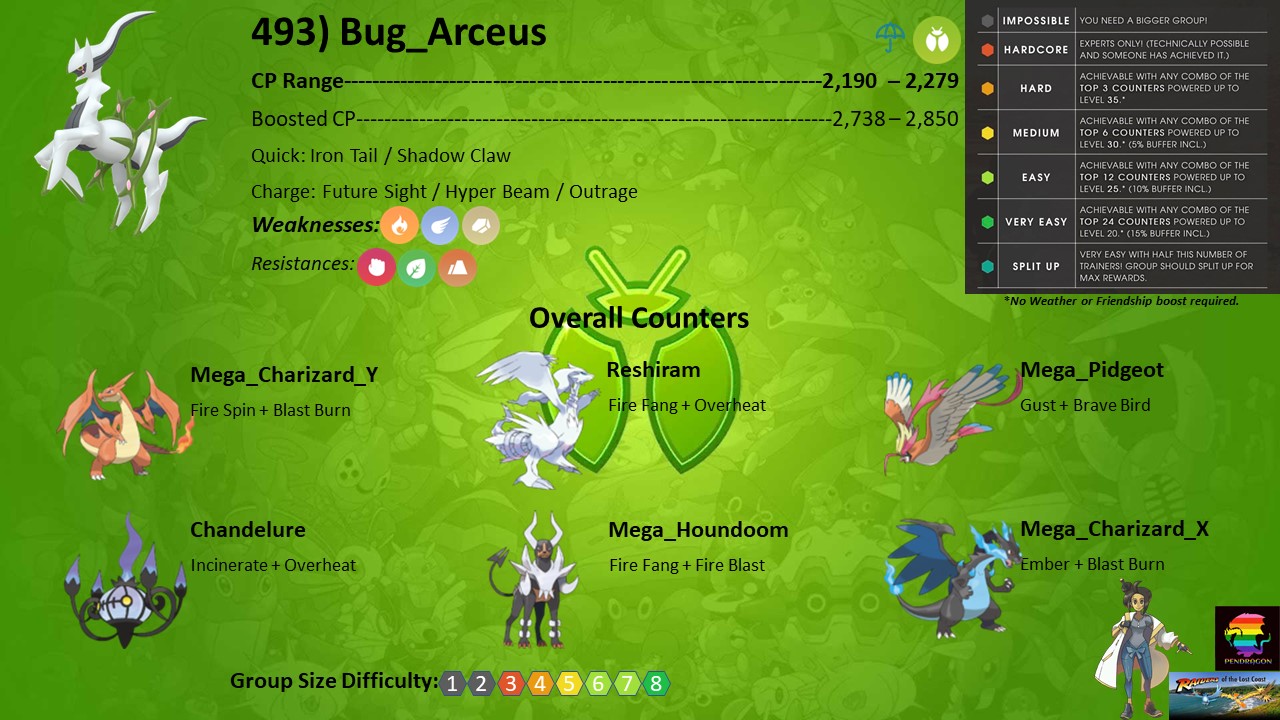 493) Bug_Arceus
CP Range--------------------------------------------------------------------2,190 – 2,279
Boosted CP--------------------------------------------------------------------2,738 – 2,850
Quick: Iron Tail / Shadow Claw
Charge: Future Sight / Hyper Beam / Outrage
Weaknesses:
Resistances:
IMPOSSIBLE YOU NEED A BIGGER GROUP!
HARDCORE EXPERTS ONLY! (TECHNICALLY POSSIBLE
AND SOMEONE HAS ACHIEVED IT.)
HARD ACHIEVABLE WITH ANY COMBO OF THE
TOP 3 COUNTERS POWERED UP TO
LEVEL 35.*
MEDIUM ACHIEVABLE WITH ANY COMBO OF THE
TOP 6 COUNTERS POWERED UP TO
LEVEL 30.* (5% BUFFER INCL.)
EASY ACHIEVABLE WITH ANY COMBO OF THE
TOP 12 COUNTERS POWERED UP TO
LEVEL 25.* (10% BUFFER INCL.)
VERY EASY ACHIEVABLE WITH ANY COMBO OF THE
TOP 24 COUNTERS POWERED UP TO
LEVEL 20.* (15% BUFFER INCL.)
SPLIT UP VERY EASY WITH HALF THIS NUMBER OF
TRAINERS! GROUP SHOULD SPLIT UP FOR
MAX REWARDS.
*No Weather or Friendship boost required.
Overall Counters
Mega_Charizard_Y
Fire Spin + Blast Burn
Reshiram
Fire Fang + Overheat
Mega_Pidgeot
Gust + Brave Bird
Chandelure
Incinerate + Overheat
Mega_Houndoom
Fire Fang + Fire Blast
Mega_Charizard_X
Ember + Blast Burn
Group Size Difficulty: 1 2 3 4 5 6 7 8
PENDRAGON
RAIDERS of the Lost Coast